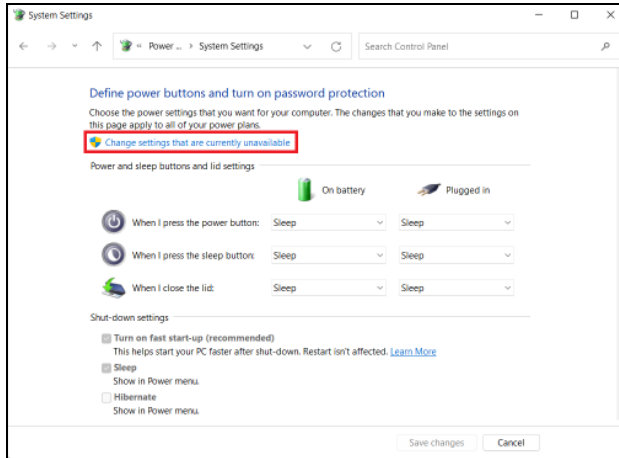 System Settings
« Power ... > System Settings
Search Control Panel
Define power buttons and turn on password protection
Choose the power settings that you want for your computer. The changes that you make to the settings on
this page apply to all of your power plans.
Change settings that are currently unavailable
Power and sleep buttons and lid settings
On battery Plugged in
When I press the power button: Sleep Sleep
When I press the sleep button: Sleep Sleep
When I close the lid: Sleep Sleep
Shut-down settings
Turn on fast start-up (recommended)
This helps start your PC faster after shut-down. Restart isn't affected. Learn More
Sleep
Show in Power menu.
Hibernate
Show in Power menu.
Save changes Cancel